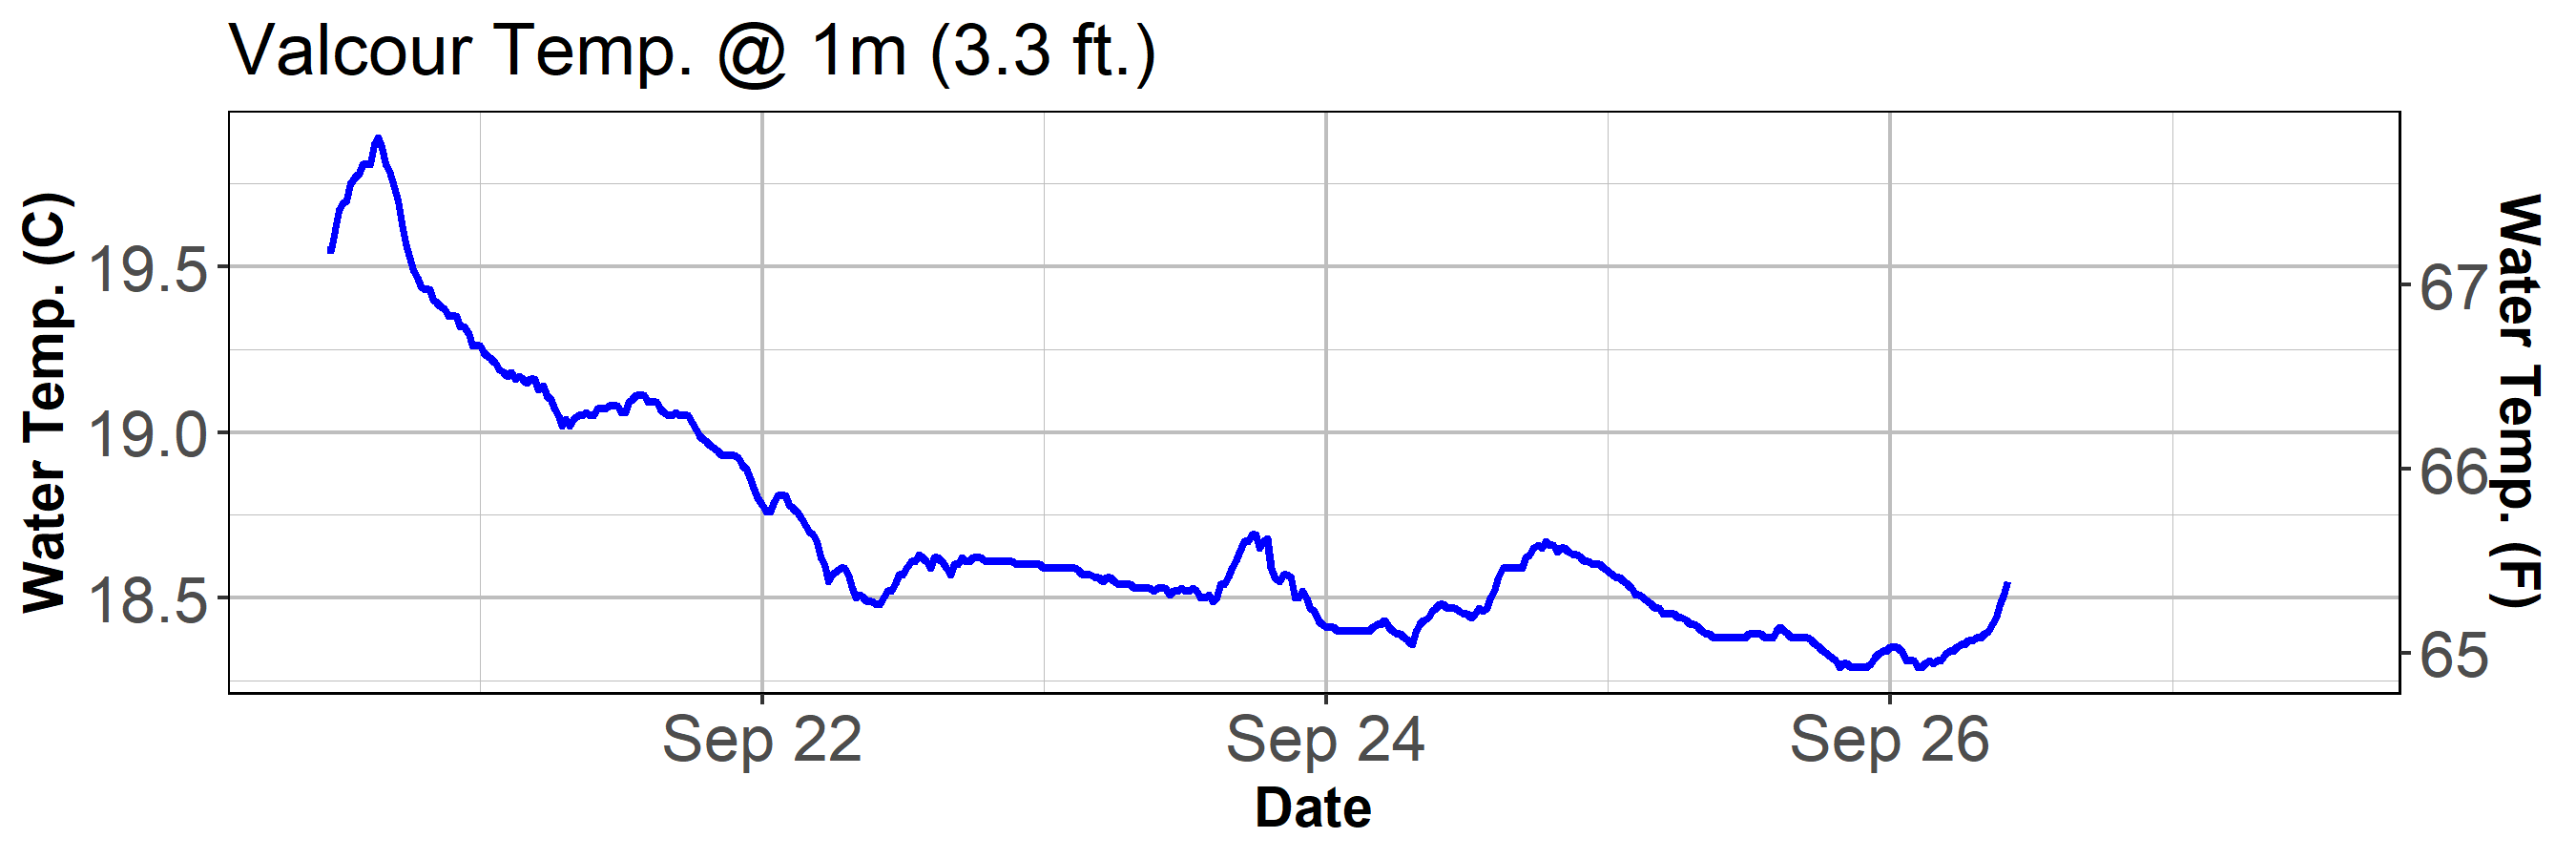 Valcour Temp. @ 1m (3.3 ft.)
Water Temp. (C)
19.5
19.0
18.5
67
66
65
Water Temp. (F)
Sep 22
Sep 24
Sep 26
Date